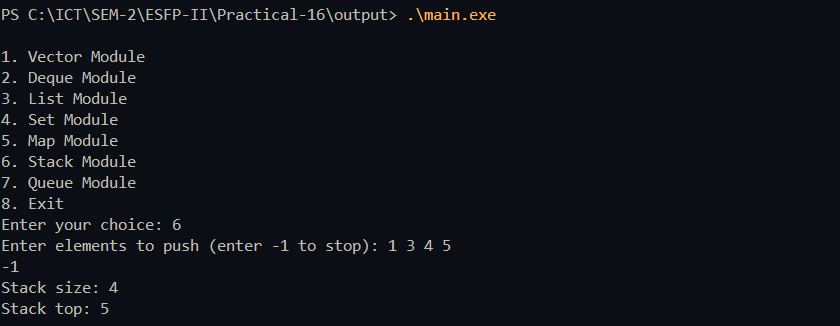 PS C:\ICT\SEM-2\ESFP-II\Practical-16\output> .\main.exe
1. Vector Module
2. Deque Module
3. List Module
4. Set Module
5. Map Module
6. Stack Module
7. Queue Module
8. Exit
Enter your choice: 6
Enter elements to push (enter -1 to stop): 1 3 4 5
-1
Stack size: 4
Stack top: 5